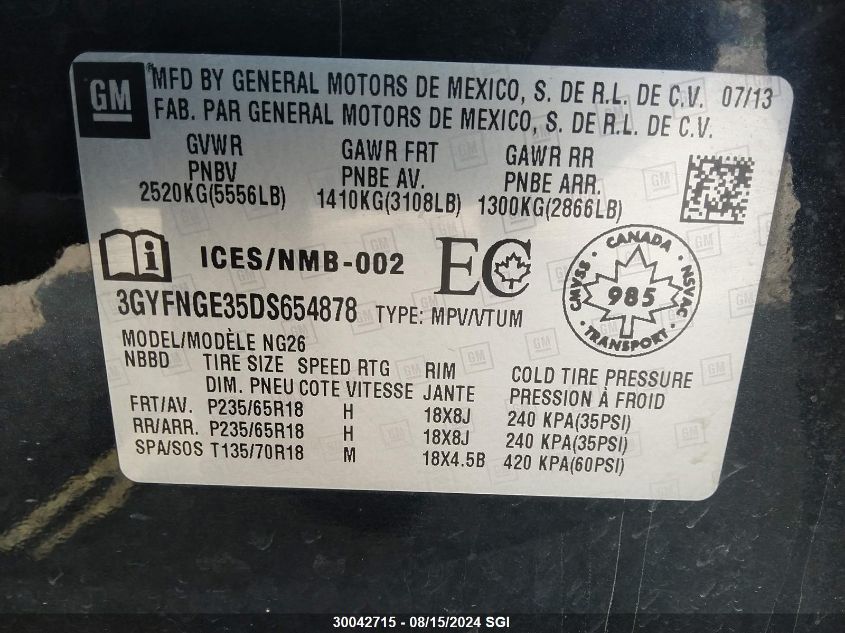 GM
MFD BY GENERAL MOTORS DE MEXICO, S. DE R.L. DE C.V. 07/13
FAB. PAR GENERAL MOTORS DE MEXICO, S. DE R.L. DE C.V.
GVWR GAWR FRT GAWR RR
PNBV PNBE AV. PNBE ARR.
2520KG(5556LB) 1410KG(3108LB) 1300KG(2866LB)
i ICES/NMB-002 EC
CANADA
CMVSS 985 NSVAC
TRANSPORT
3GYFNGE35DS654878 TYPE: MPV/VTUM
MODEL/MODÈLE NG26
NBBD TIRE SIZE SPEED RTG RIM COLD TIRE PRESSURE
DIM. PNEU COTE VITESSE JANTE PRESSION À FROID
FRT/AV. P235/65R18 H 18X8J 240 KPA(35PSI)
RR/ARR. P235/65R18 H 18X8J 240 KPA(35PSI)
SPA/SOS T135/70R18 M 18X4.5B 420 KPA(60PSI)
30042715 - 08/15/2024 SGI